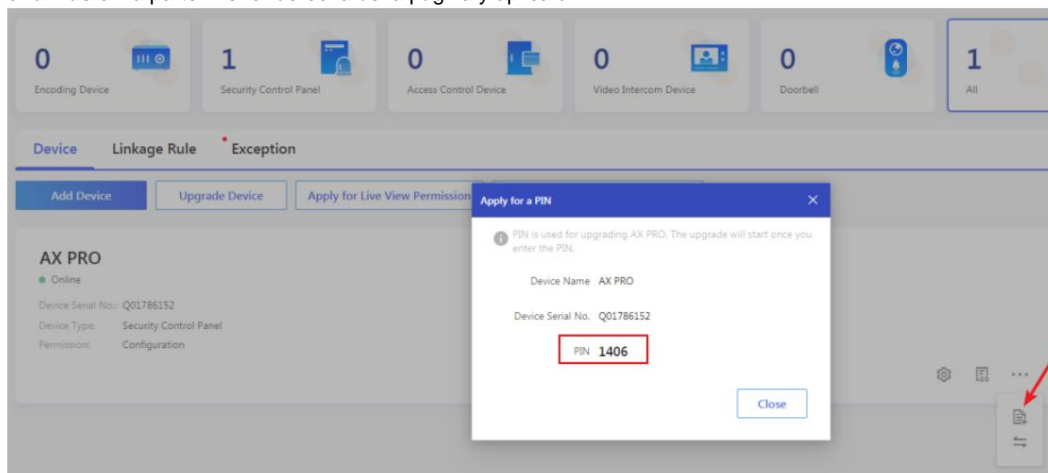 0
Encoding Device
1
Security Control Panel
0
Access Control Device
0
Video Intercom Device
0
Doorbell
1
All
Device Linkage Rule Exception
Add Device Upgrade Device Apply for Live View Permission
Apply for a PIN
PIN is used for upgrading AX PRO. The upgrade will start once you
enter the PIN.
Device Name AX PRO
Device Serial No. Q01786152
PIN 1406
Close
AX PRO
Online
Device Serial No.: Q01786152
Device Type: Security Control Panel
Permission: Configuration